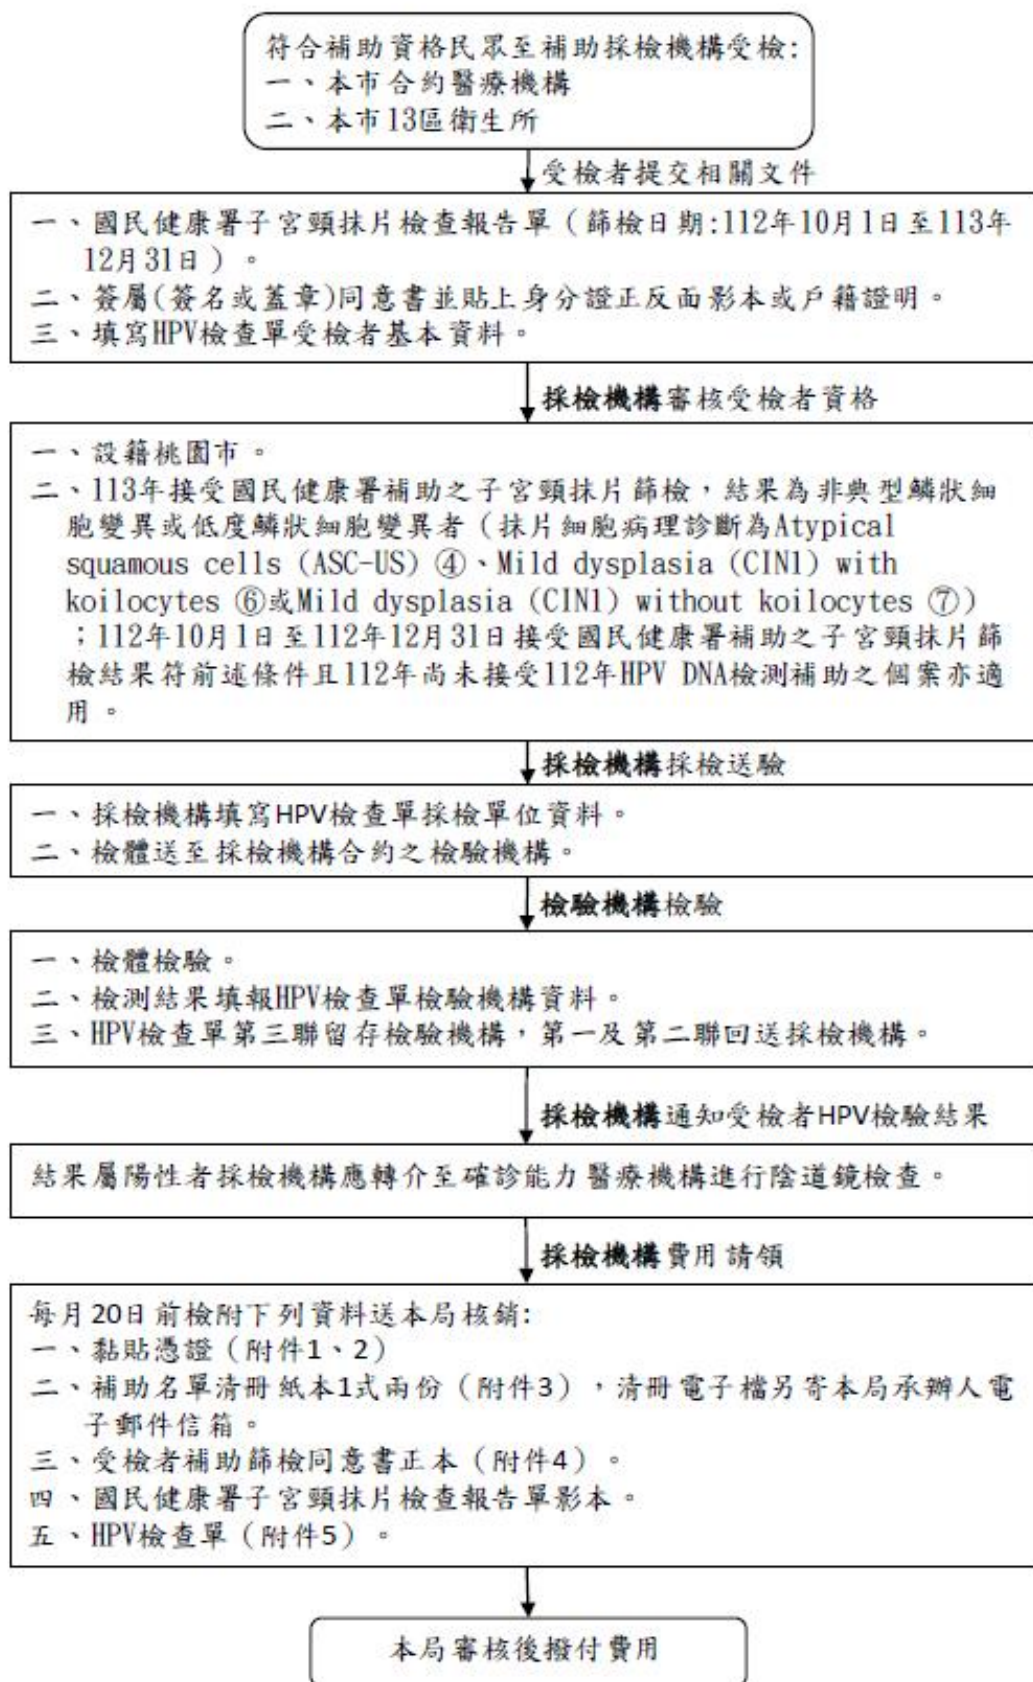 符合補助資格民眾至補助採檢機構受檢:
一、本市合約醫療機構
二、本市13區衛生所
受檢者提交相關文件
一、國民健康署子宮頸抹片檢查報告單（篩檢日期:112年10月1日至113年
12月31日）。
二、簽屬(簽名或蓋章)同意書並貼上身分證正反面影本或戶籍證明。
三、填寫HPV檢查單受檢者基本資料。
採檢機構審核受檢者資格
一、設籍桃園市。
二、113年接受國民健康署補助之子宮頸抹片篩檢，結果為非典型鱗狀細
胞變異或低度鱗狀細胞變異者（抹片細胞病理診斷為Atypical
squamous cells (ASC-US) ④、Mild dysplasia (CIN1) with
koilocytes ⑥或Mild dysplasia (CIN1) without koilocytes ⑦）
；112年10月1日至112年12月31日接受國民健康署補助之子宮頸抹片篩
檢結果符前述條件且112年尚未接受112年HPV DNA檢測補助之個案亦適
用。
採檢機構採檢送驗
一、採檢機構填寫HPV檢查單採檢單位資料。
二、檢體送至採檢機構合約之檢驗機構。
檢驗機構檢驗
一、檢體檢驗。
二、檢測結果填報HPV檢查單檢驗機構資料。
三、HPV檢查單第三聯留存檢驗機構，第一及第二聯回送採檢機構。
採檢機構通知受檢者HPV檢驗結果
結果屬陽性者採檢機構應轉介至確診能力醫療機構進行陰道鏡檢查。
採檢機構費用請領
每月20日前檢附下列資料送本局核銷:
一、黏貼憑證（附件1、2）
二、補助名單清冊紙本1式兩份（附件3），清冊電子檔另寄本局承辦人電
子郵件信箱。
三、受檢者補助篩檢同意書正本（附件4）。
四、國民健康署子宮頸抹片檢查報告單影本。
五、HPV檢查單（附件5）。
本局審核後撥付費用